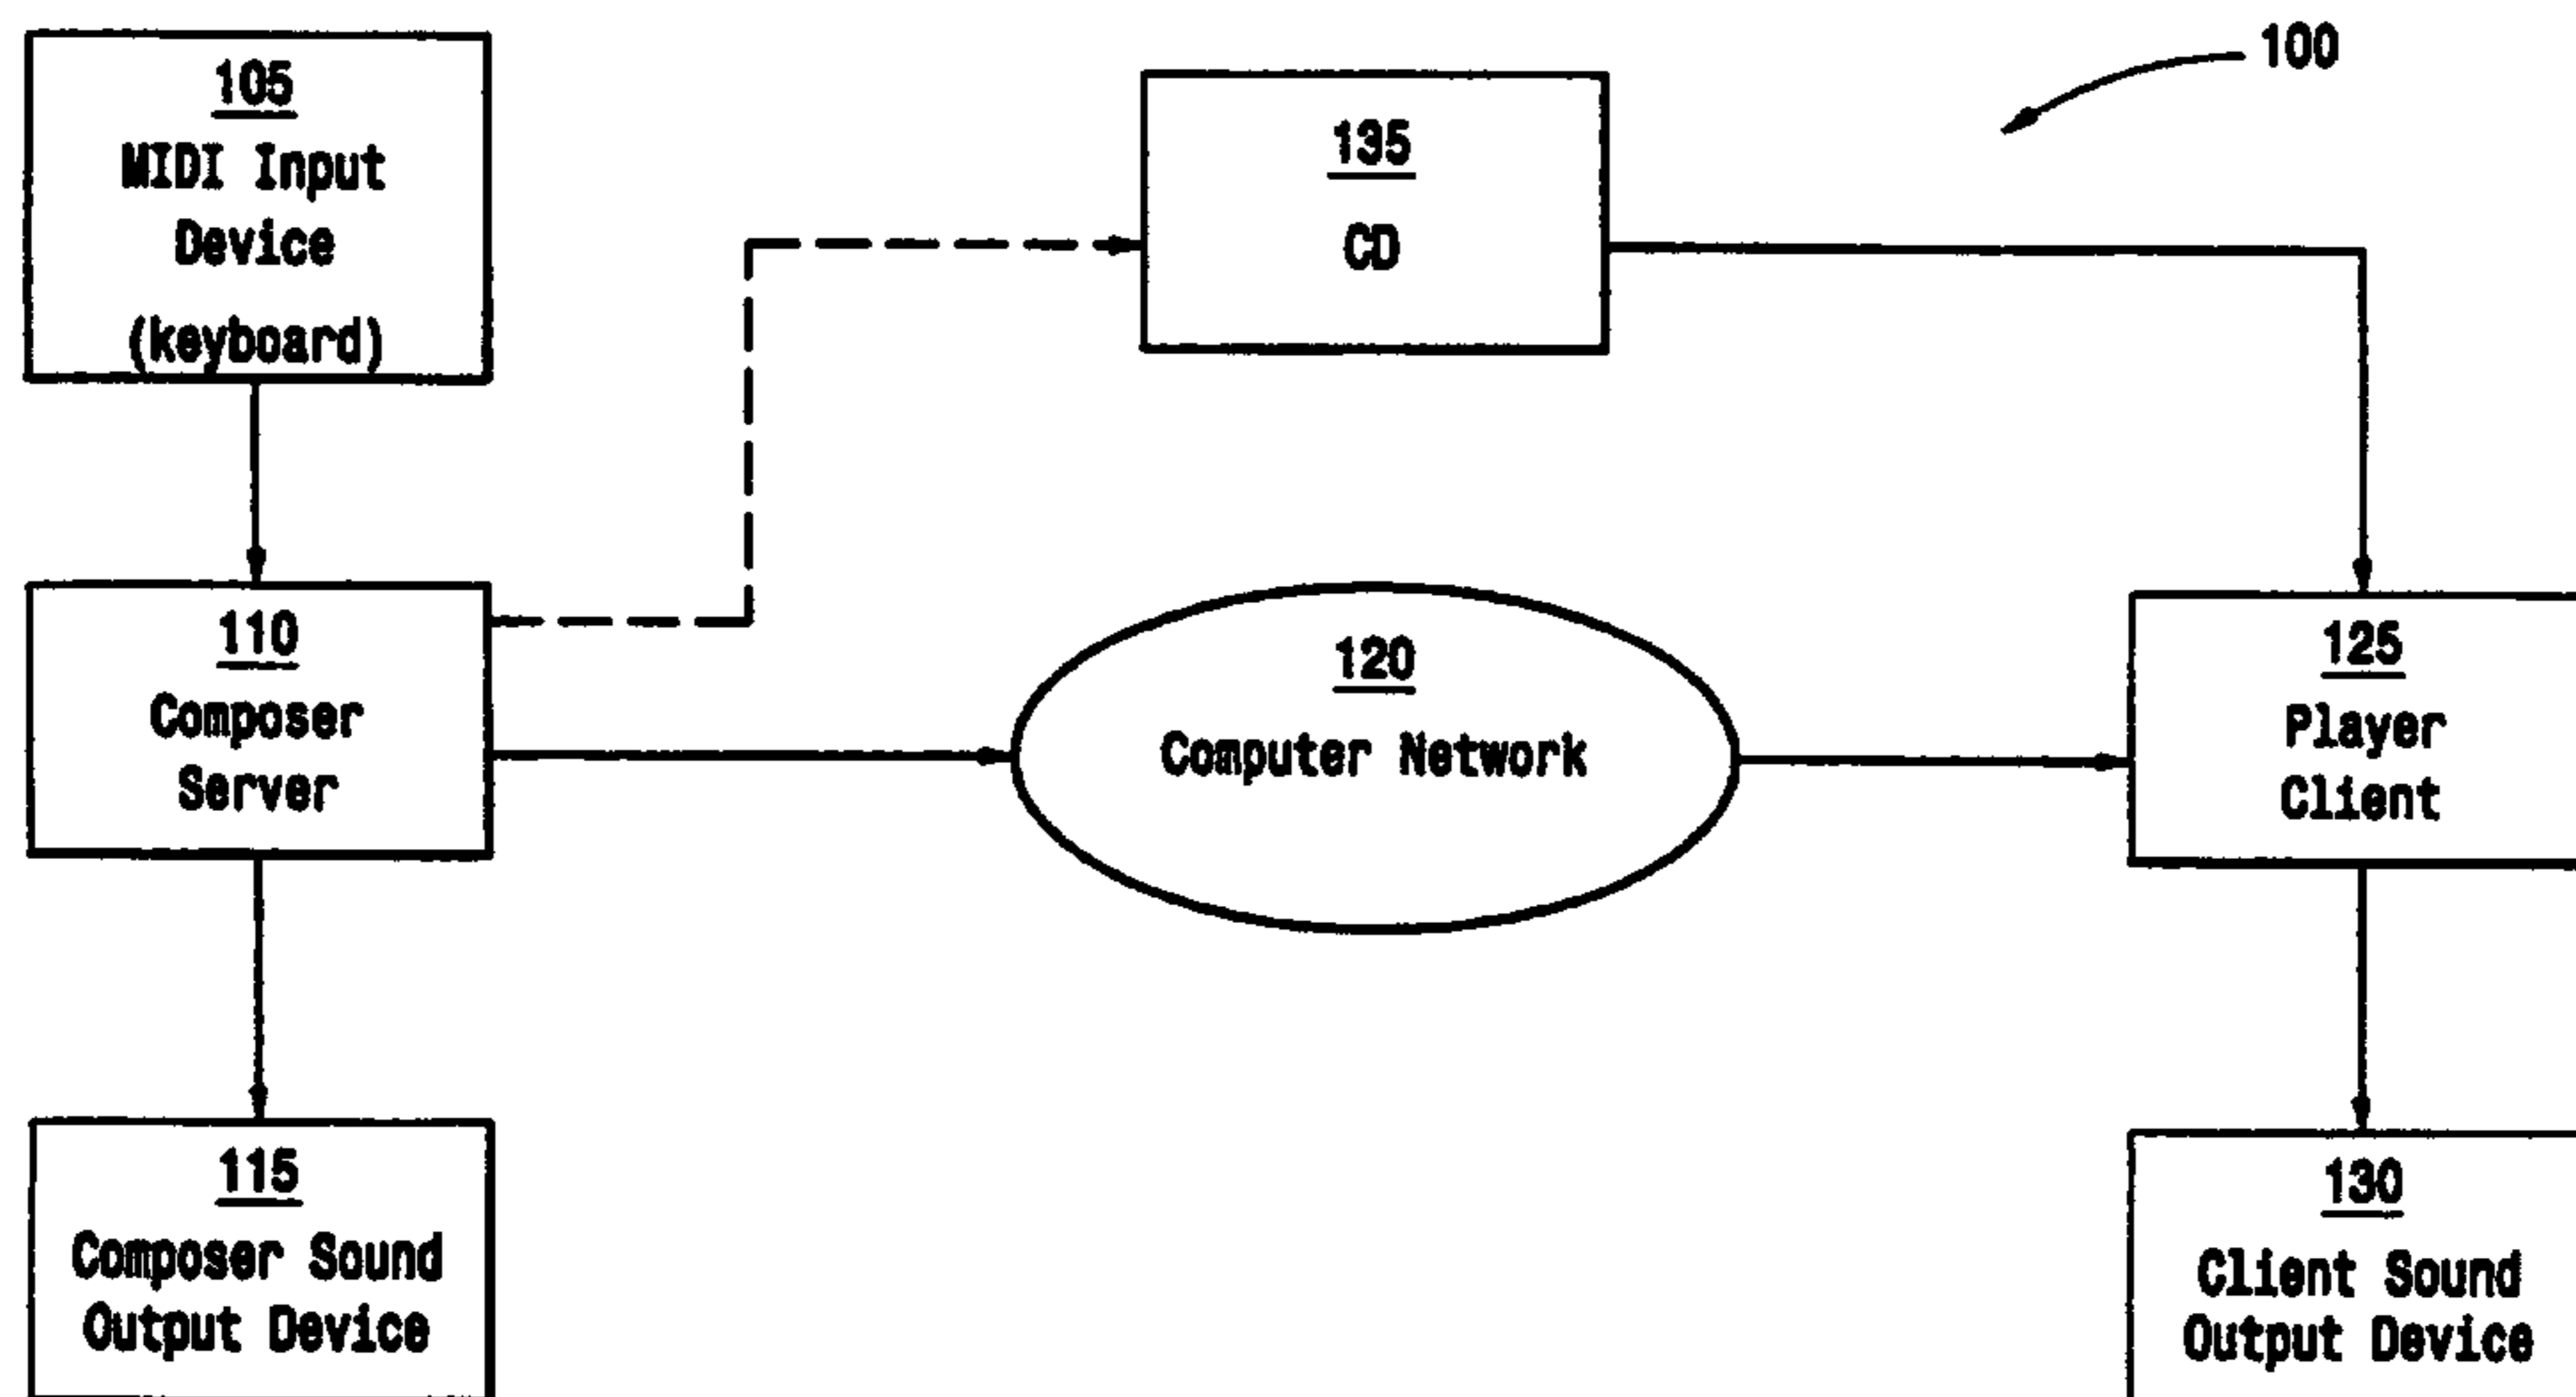 100
105
MIDI Input
Device
(keyboard)
135
CD
110
Composer
Server
120
Computer Network
125
Player
Client
115
Composer Sound
Output Device
130
Client Sound
Output Device